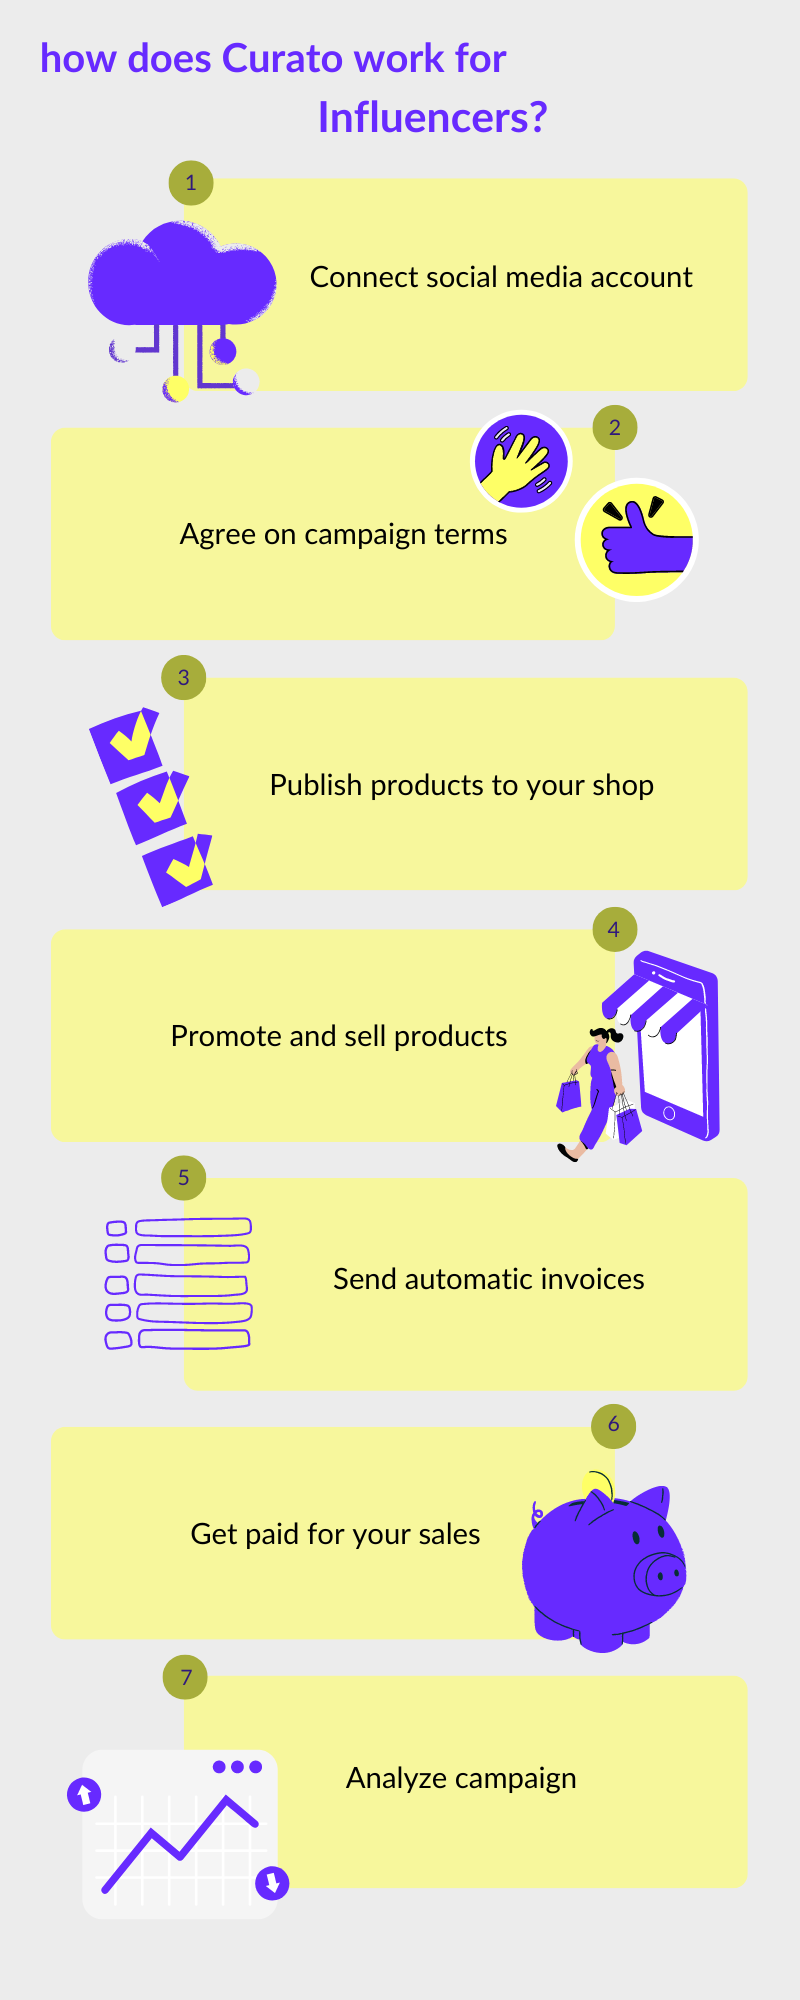 how does Curato work for
Influencers?
1
Connect social media account
2
Agree on campaign terms
3
Publish products to your shop
4
Promote and sell products
5
Send automatic invoices
6
Get paid for your sales
7
Analyze campaign